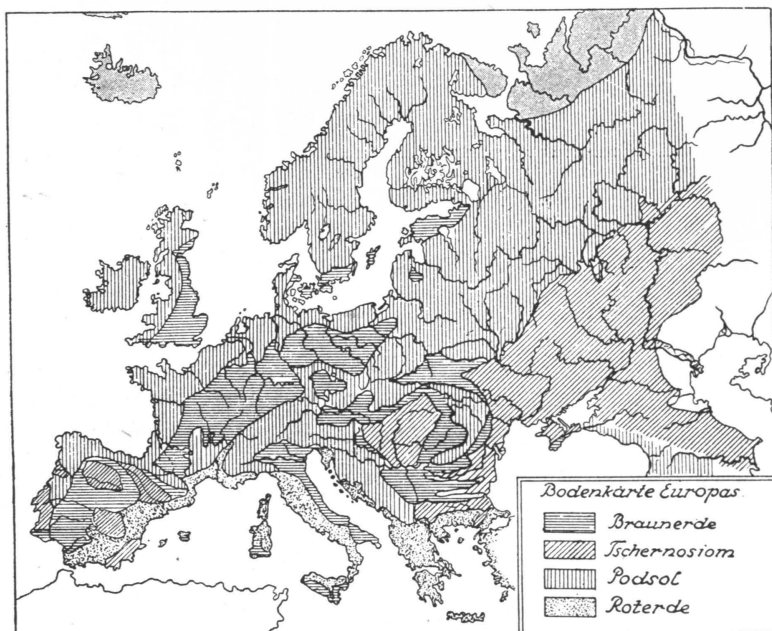 Bodenkarte Europas.
Braunerde
Tschernosiom
Podsol
Roterde